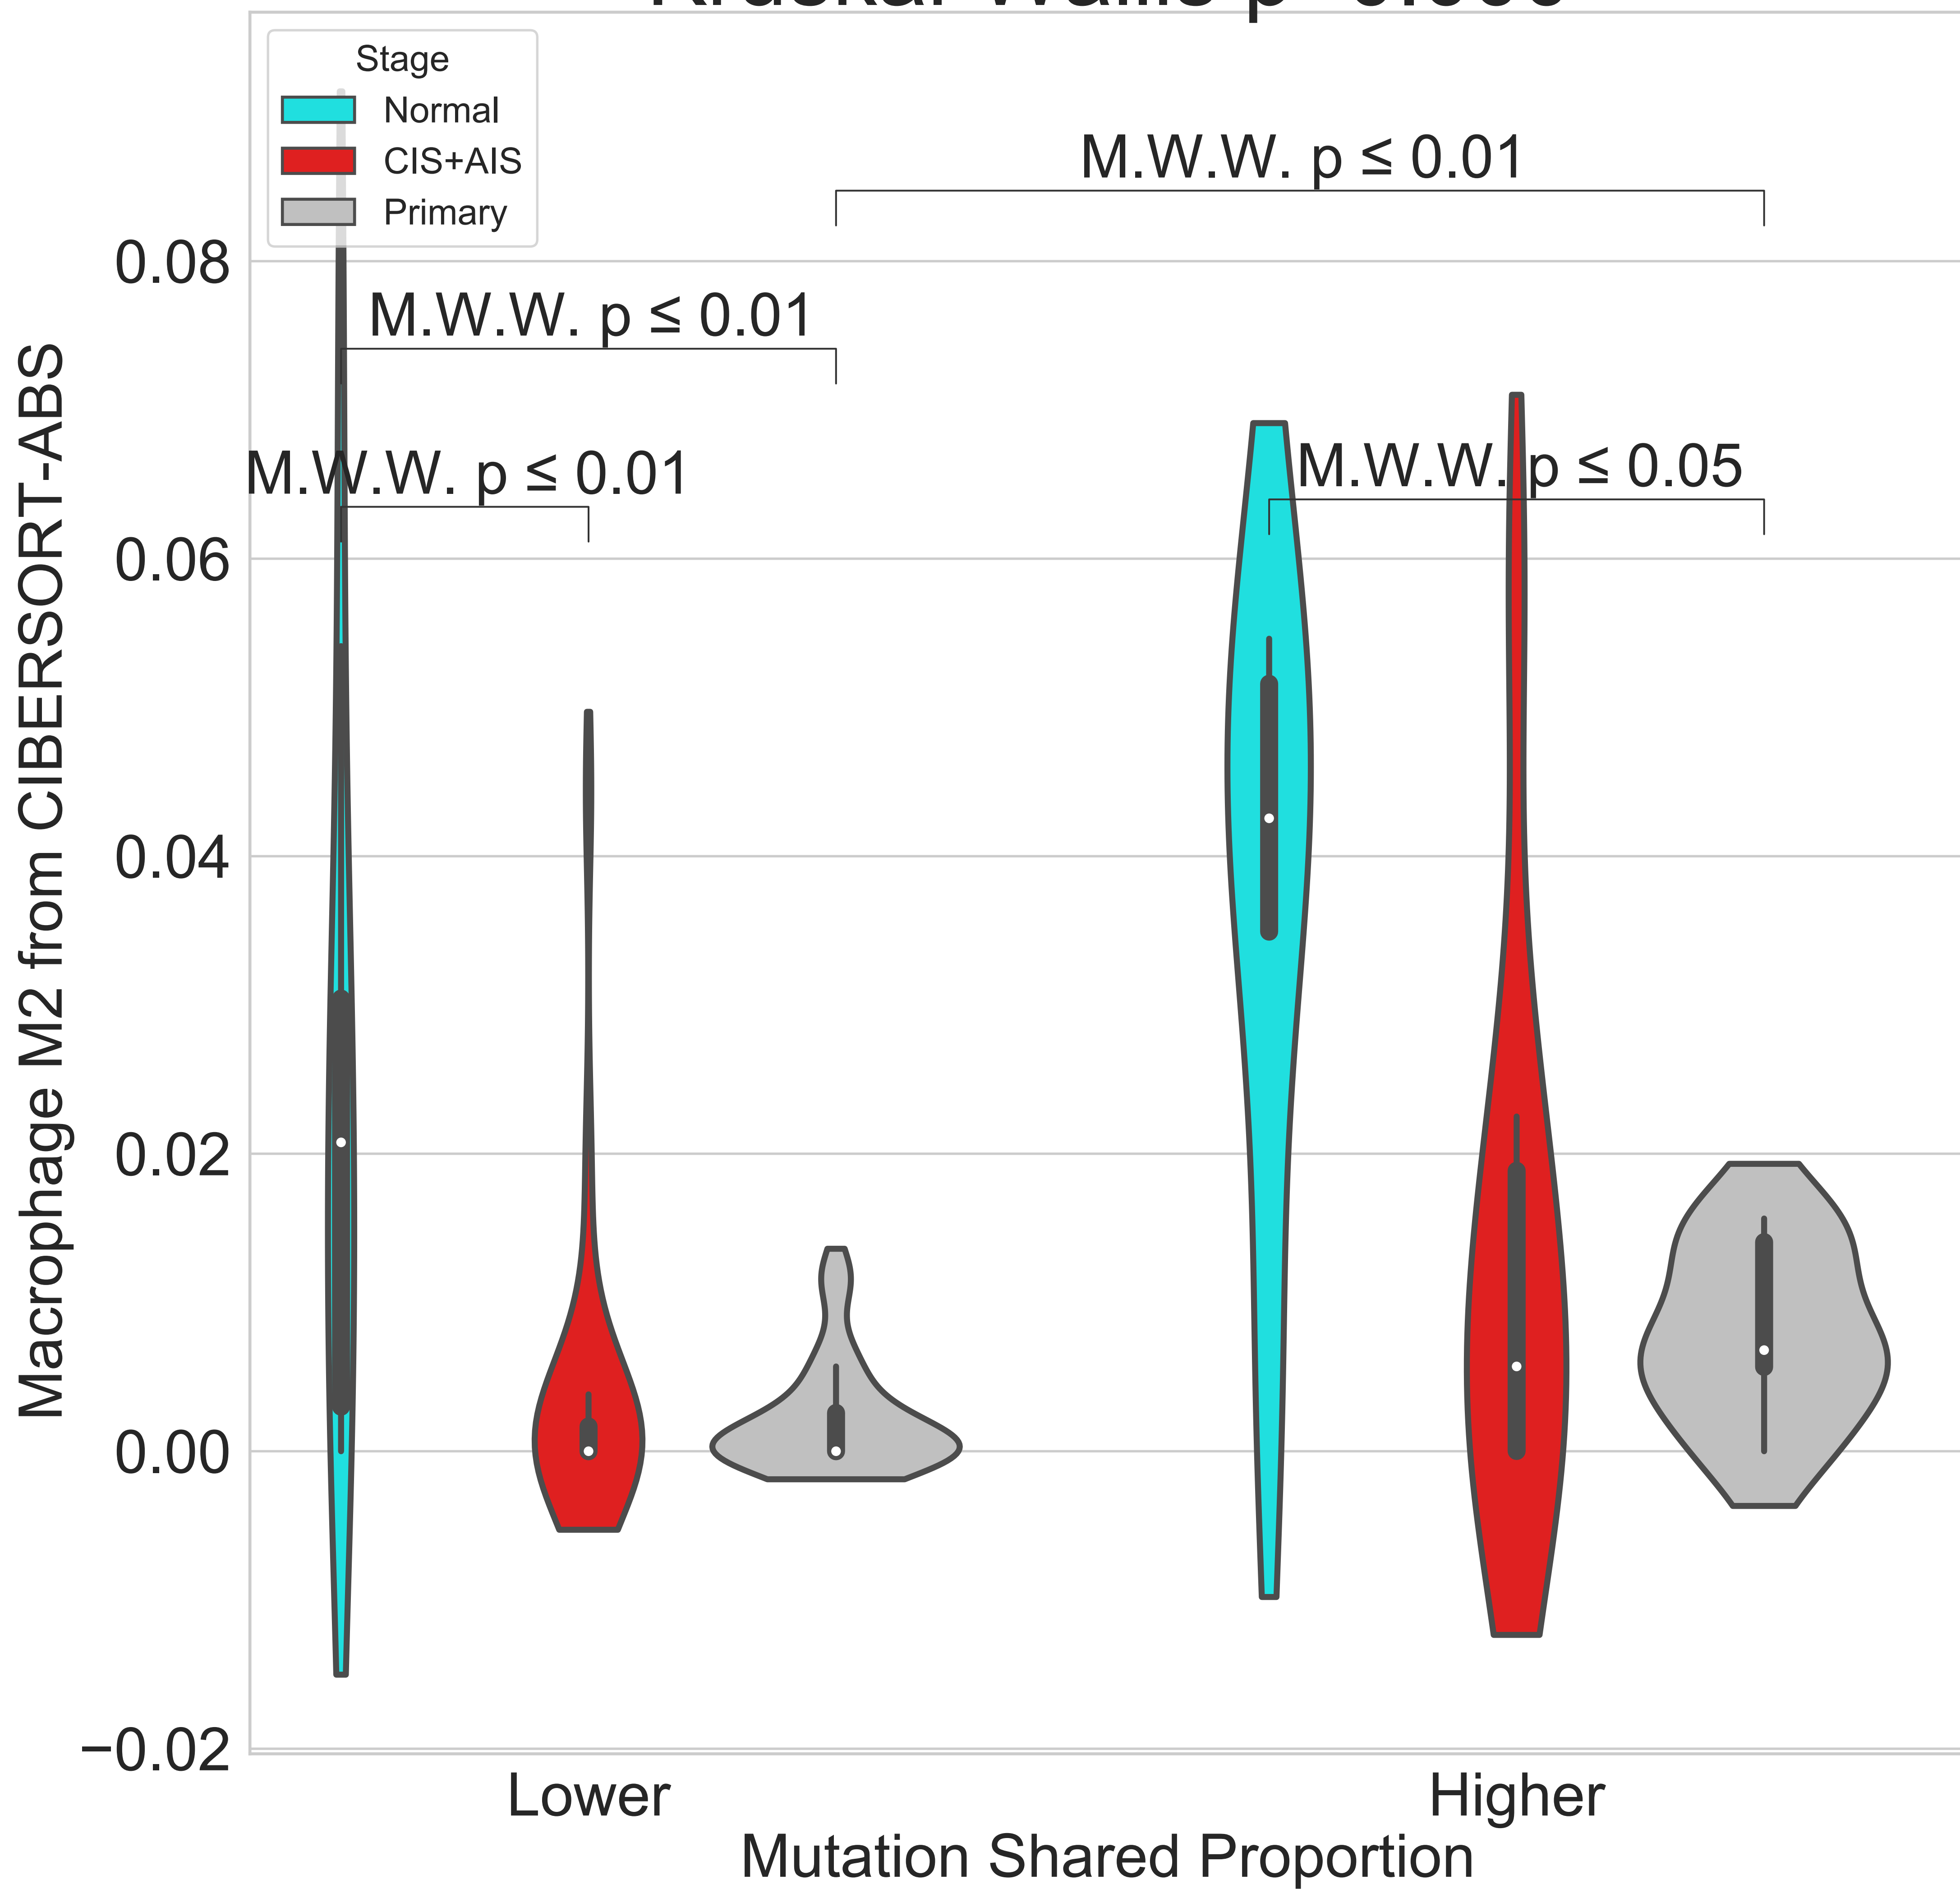 Stage
Normal
CIS+AIS
Primary
M.W.W. p ≤ 0.01
M.W.W. p ≤ 0.01
M.W.W. p ≤ 0.01
M.W.W. p ≤ 0.05
Macrophage M2 from CIBERSORT-ABS
0.08
0.06
0.04
0.02
0.00
−0.02
Lower
Higher
Mutation Shared Proportion